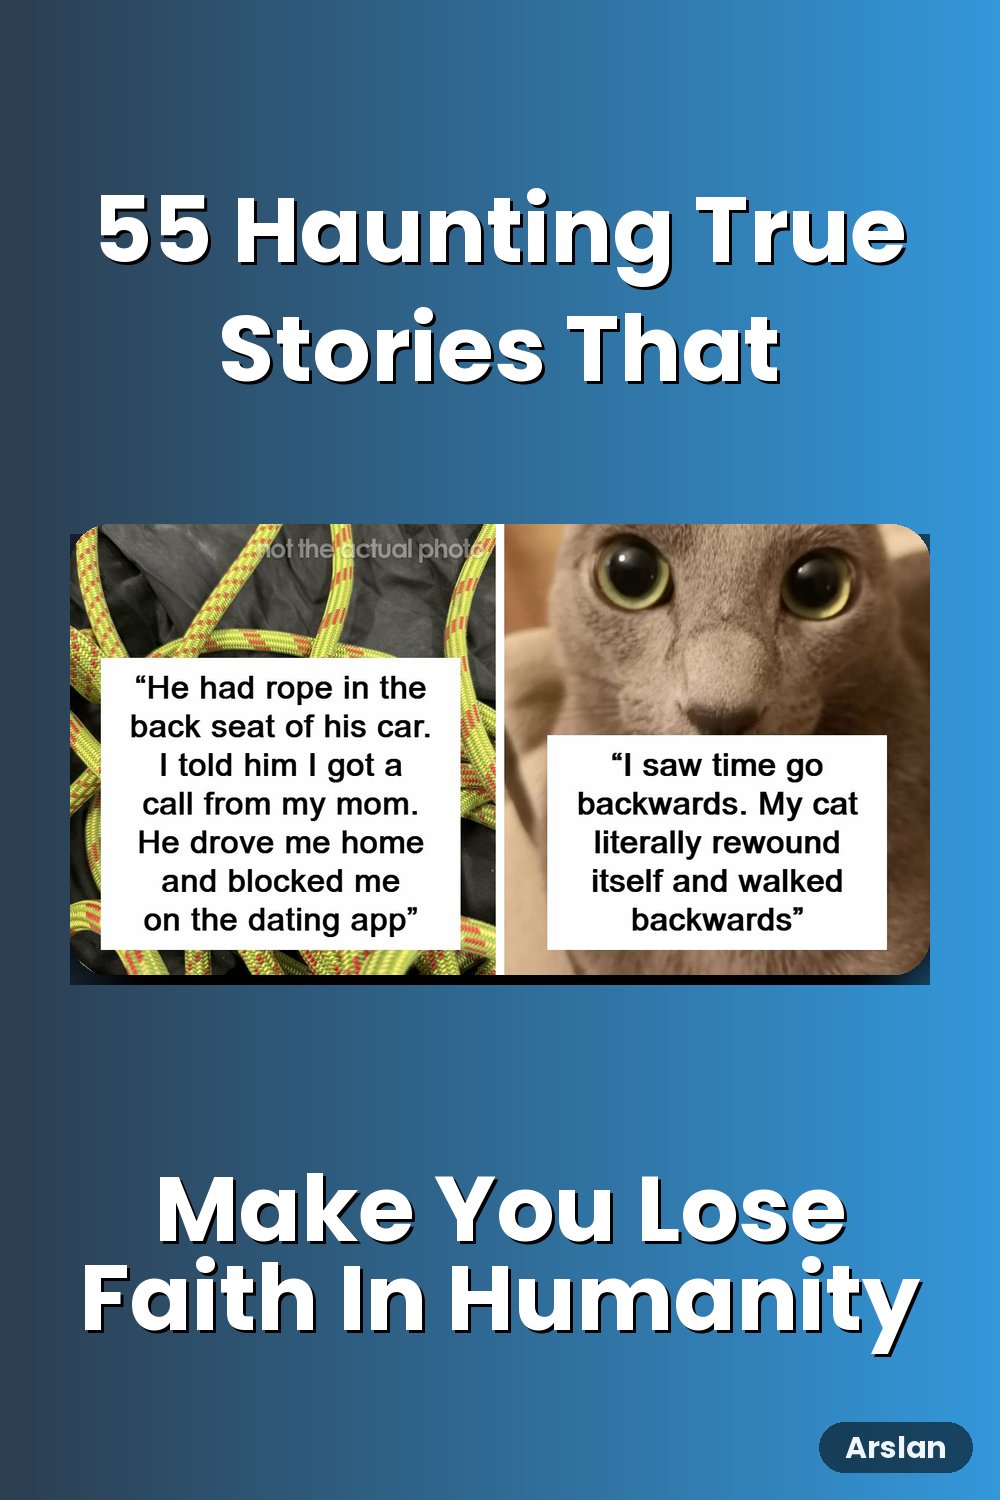 55 Haunting True
Stories That
not the actual photo
“He had rope in the
back seat of his car.
I told him I got a
call from my mom.
He drove me home
and blocked me
on the dating app”
“I saw time go
backwards. My cat
literally rewound
itself and walked
backwards”
Make You Lose
Faith In Humanity
Arslan